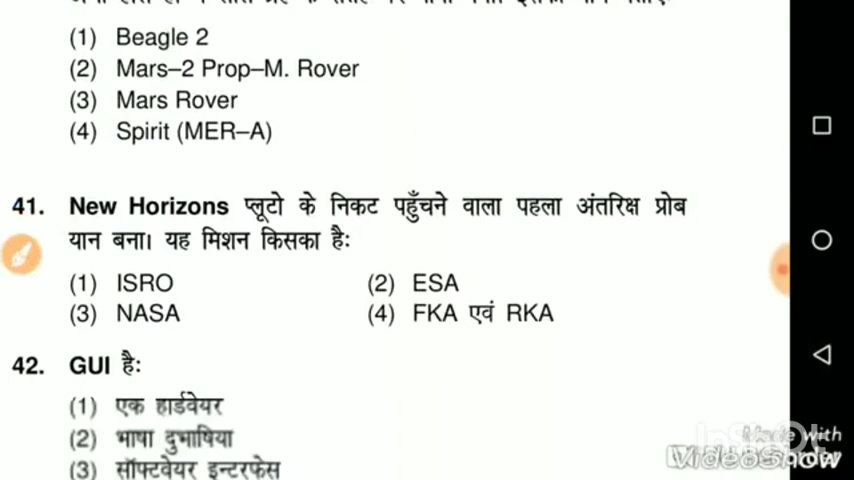 (1) Beagle 2
(2) Mars–2 Prop–M. Rover
(3) Mars Rover
(4) Spirit (MER–A)
41. New Horizons प्लूटो के निकट पहुँचने वाला पहला अंतरिक्ष प्रोब
यान बना। यह मिशन किसका है:
(1) ISRO (2) ESA
(3) NASA (4) FKA एवं RKA
42. GUI है:
(1) एक हार्डवेयर
(2) भाषा दुभाषिया
(3) सॉफ्टवेयर इन्टरफेस
Made with
InShOt
VideoShow